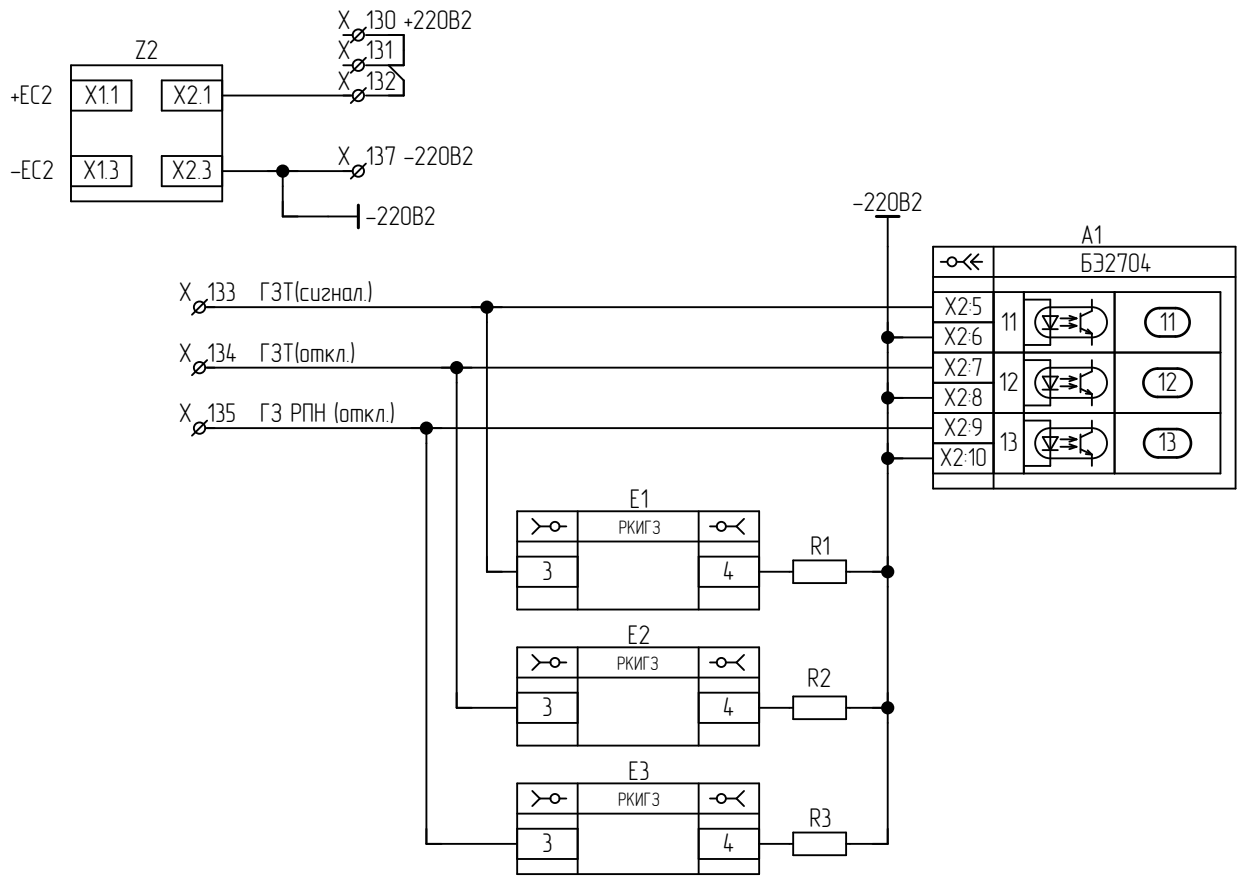 X 130 +220В2
X 131
X 132
Z2
+ЕС2 X1.1 X2.1
-ЕС2 X1.3 X2.3
X 137 -220В2
-220В2
-220В2
A1
БЭ2704
X 133 ГЗТ(сигнал.)
X 134 ГЗТ(откл.)
X 135 ГЗ РПН (откл.)
X2:5
X2:6
11 11
X2:7
X2:8
12 12
X2:9
X2:10
13 13
E1
РКИГЗ
3 4
R1
E2
РКИГЗ
3 4
R2
E3
РКИГЗ
3 4
R3